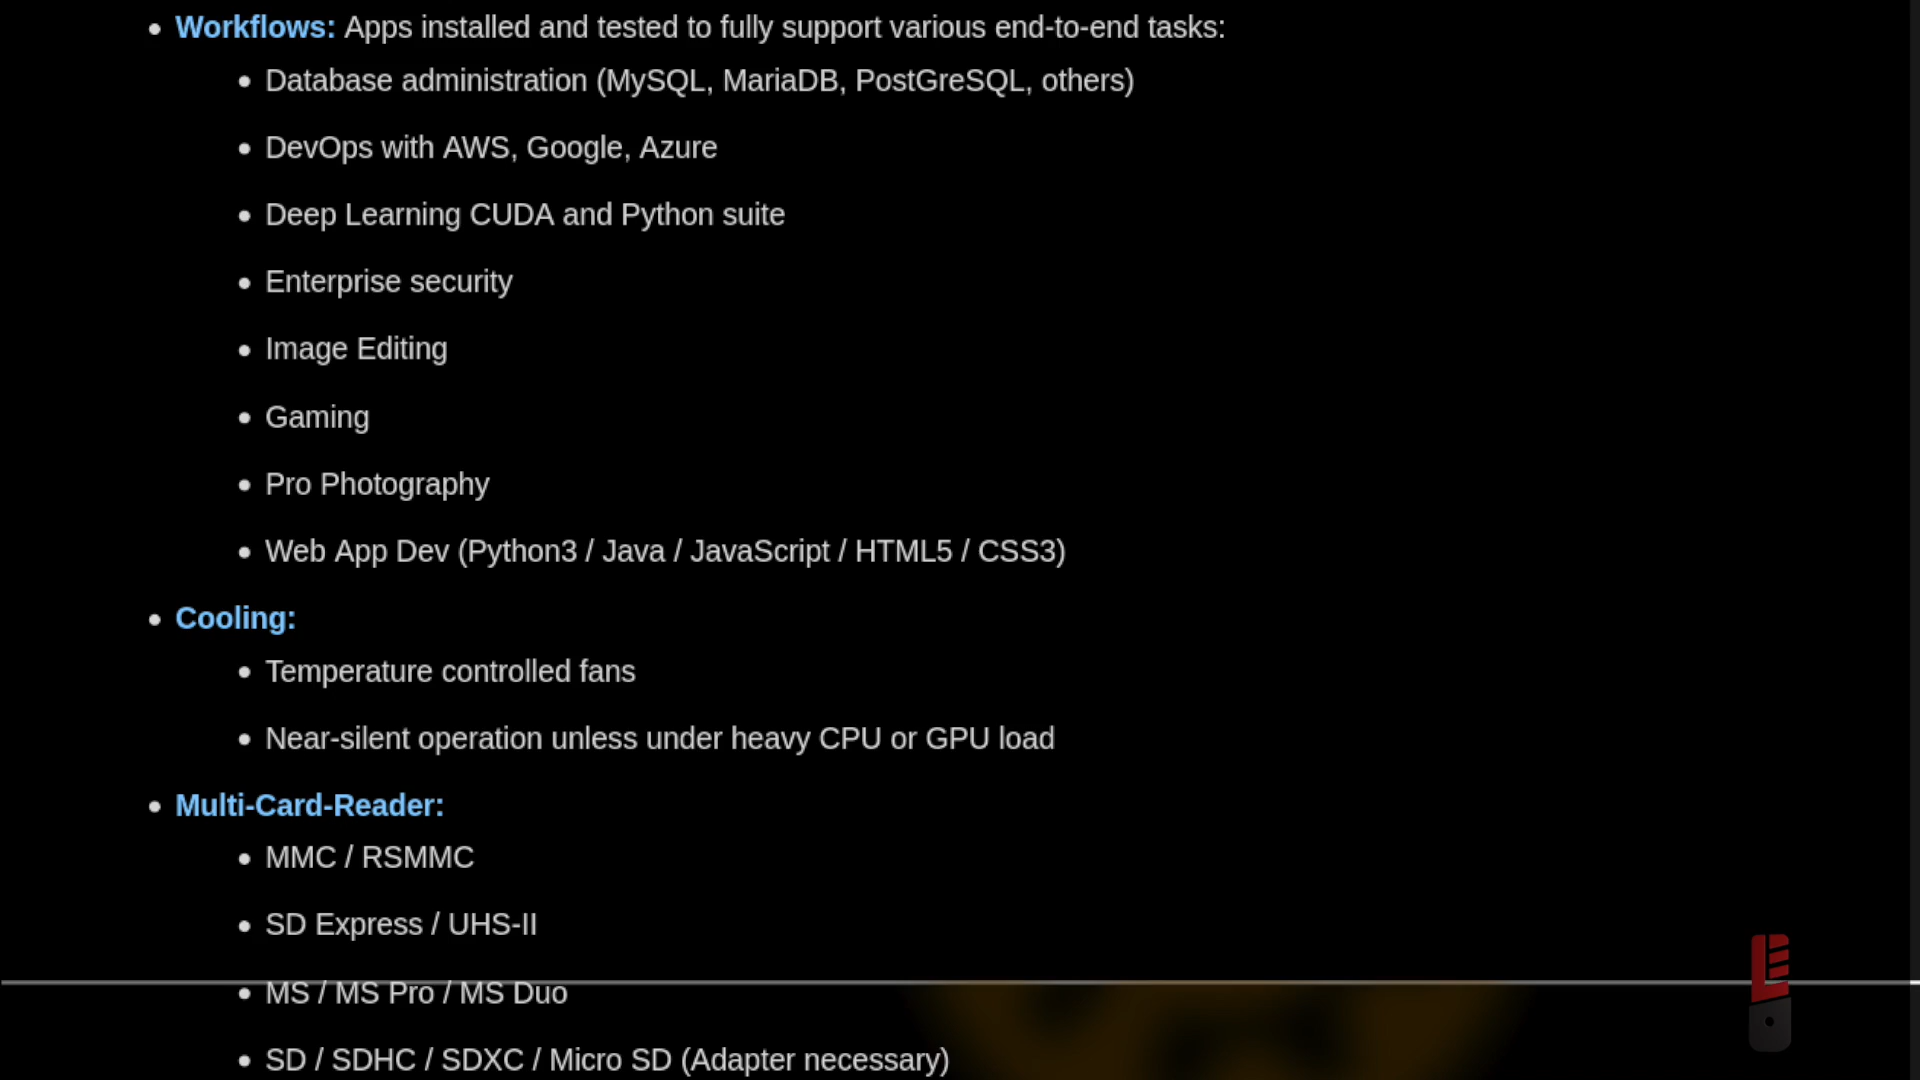 Workflows: Apps installed and tested to fully support various end-to-end tasks:
Database administration (MySQL, MariaDB, PostGreSQL, others)
DevOps with AWS, Google, Azure
Deep Learning CUDA and Python suite
Enterprise security
Image Editing
Gaming
Pro Photography
Web App Dev (Python3 / Java / JavaScript / HTML5 / CSS3)
Cooling:
Temperature controlled fans
Near-silent operation unless under heavy CPU or GPU load
Multi-Card-Reader:
MMC / RSMMC
SD Express / UHS-II
MS / MS Pro / MS Duo
SD / SDHC / SDXC / Micro SD (Adapter necessary)